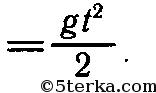 = gt²/2 .
©5terka.com